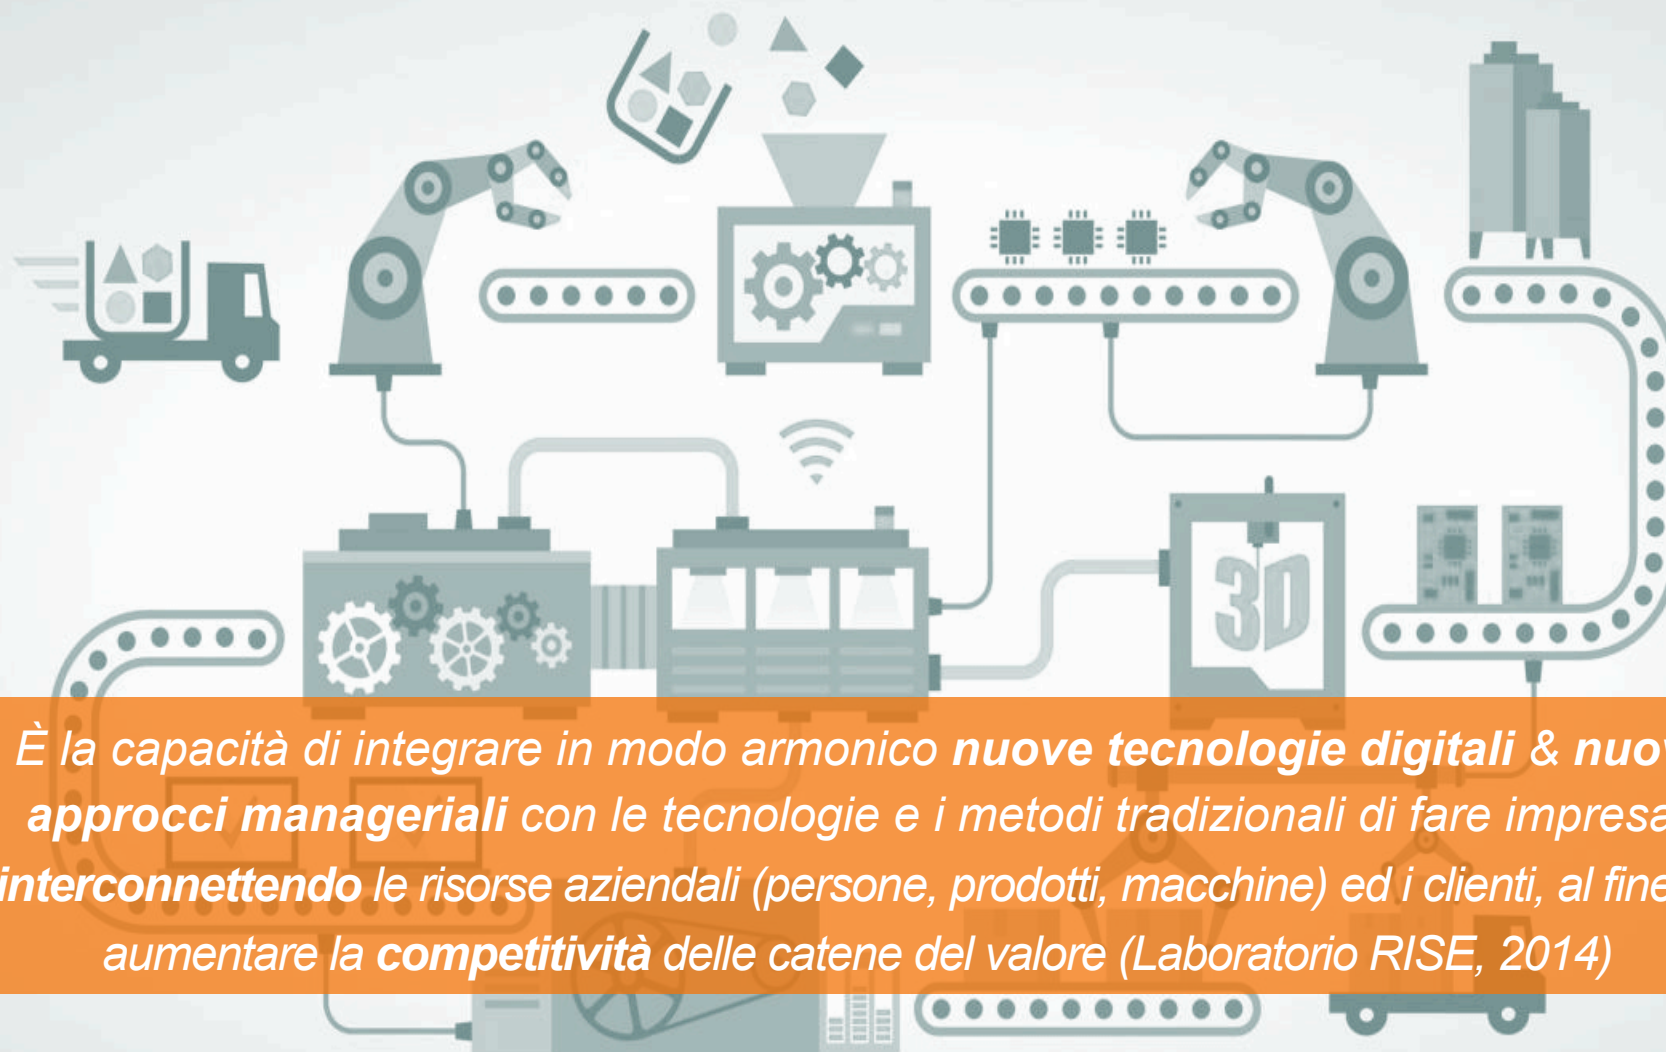 3D
È la capacità di integrare in modo armonico nuove tecnologie digitali & nuov
approcci manageriali con le tecnologie e i metodi tradizionali di fare impresa
interconnettendo le risorse aziendali (persone, prodotti, macchine) ed i clienti, al fine
aumentare la competitività delle catene del valore (Laboratorio RISE, 2014)